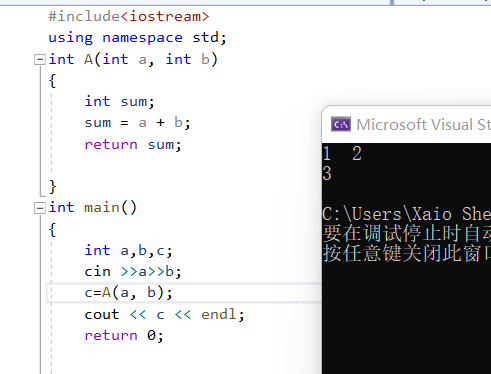 #include<iostream>
using namespace std;
int A(int a, int b)
{
int sum;
sum = a + b;
return sum;
}
int main()
{
int a,b,c;
cin >>a>>b;
c=A(a, b);
cout << c << endl;
return 0;
Microsoft Visual St
1 2
3
C:\Users\Xaio She
要在调试停止时自动
按任意键关闭此窗口